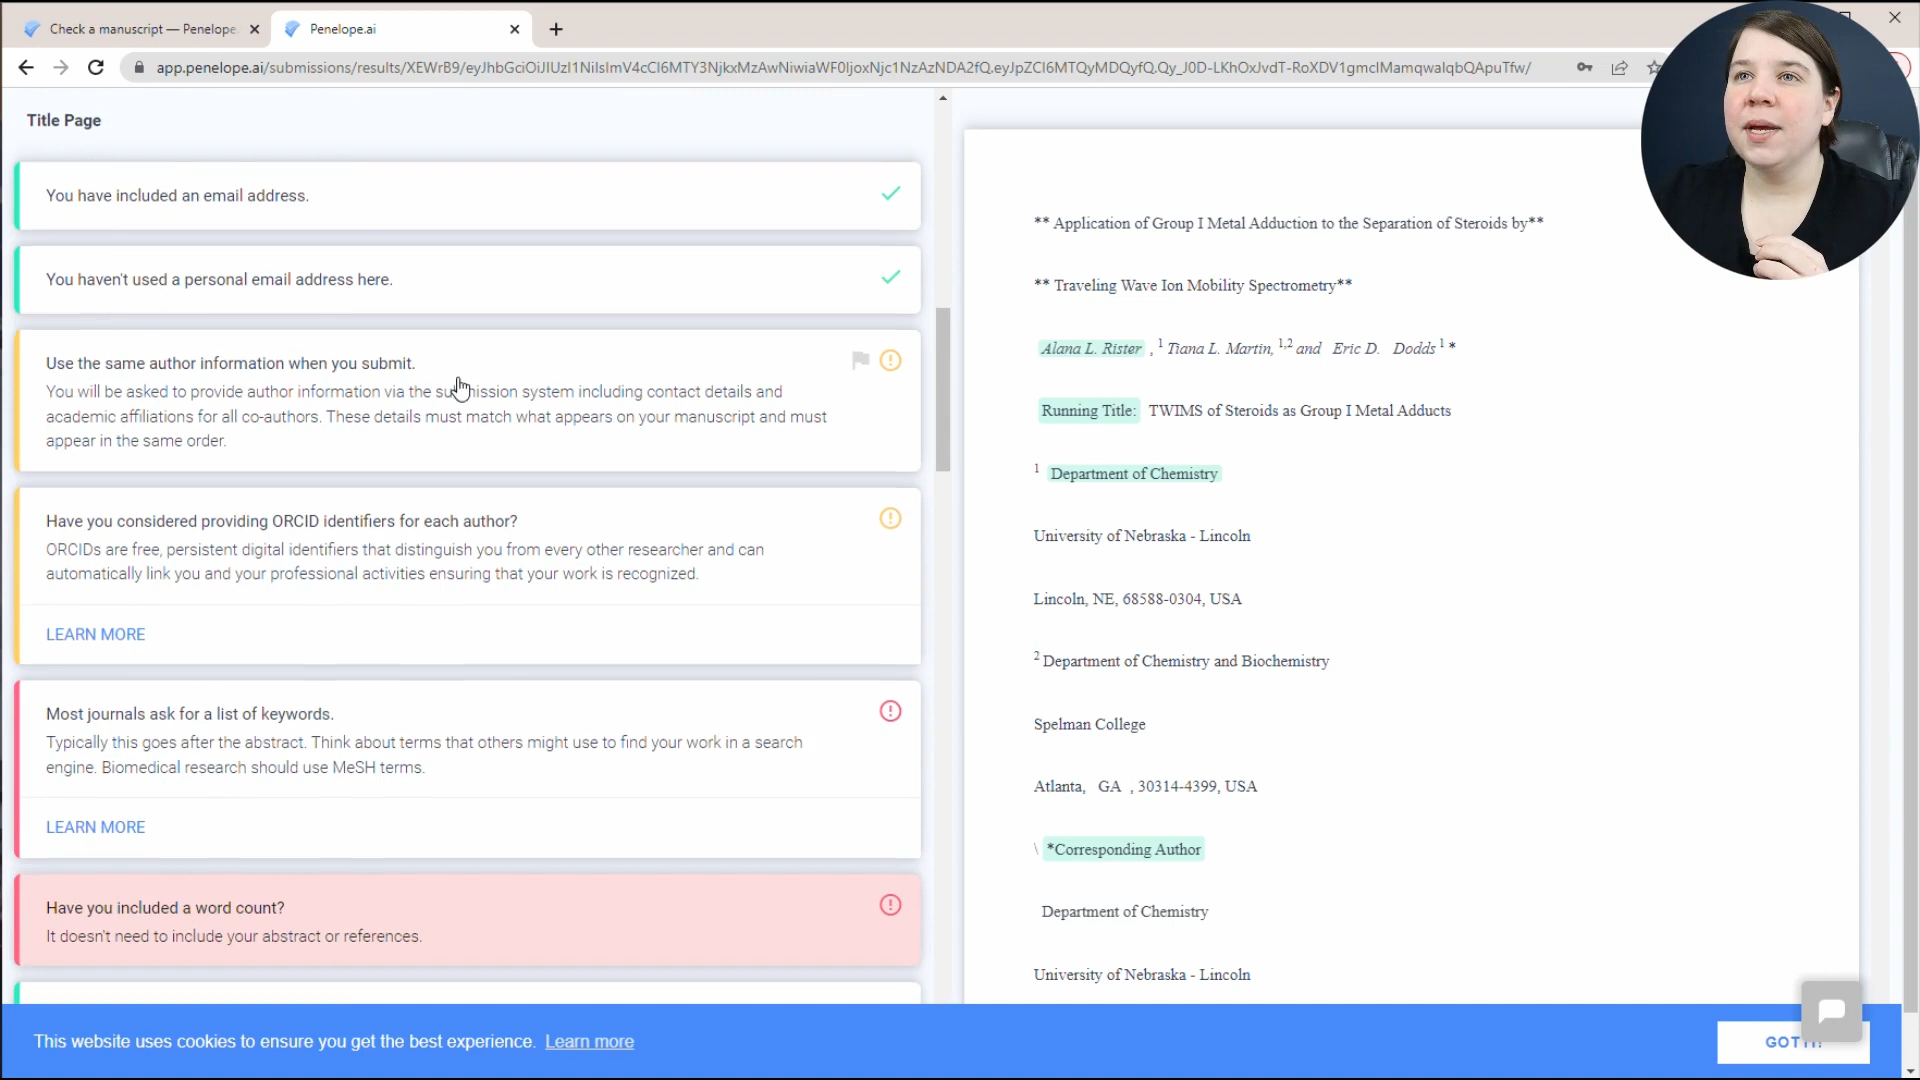 Check a manuscript — Penelope.
Penelope.ai
app.penelope.ai/submissions/results/XEWrB9/eyJhbGciOiJIUzI1NiIsImV4cCI6MTY3NjkxMzAwNiwiaWF0IjoxNjc1NzAzNDA2fQ.eyJpZCI6MTQyMDQyfQ.Qy_J0D-LKhOxJvdT-RoXDV1gmcIMamqwaIqbQApuTfw/
Title Page
You have included an email address.
You haven't used a personal email address here.
Use the same author information when you submit.
You will be asked to provide author information via the submission system including contact details and
academic affiliations for all co-authors. These details must match what appears on your manuscript and must
appear in the same order.
Have you considered providing ORCID identifiers for each author?
ORCIDs are free, persistent digital identifiers that distinguish you from every other researcher and can
automatically link you and your professional activities ensuring that your work is recognized.
LEARN MORE
Most journals ask for a list of keywords.
Typically this goes after the abstract. Think about terms that others might use to find your work in a search
engine. Biomedical research should use MeSH terms.
LEARN MORE
Have you included a word count?
It doesn't need to include your abstract or references.
** Application of Group I Metal Adduction to the Separation of Steroids by**
** Traveling Wave Ion Mobility Spectrometry**
Alana L. Rister , 1 Tiana L. Martin, 1,2 and Eric D. Dodds 1 *
Running Title: TWIMS of Steroids as Group I Metal Adducts
1 Department of Chemistry
University of Nebraska - Lincoln
Lincoln, NE, 68588-0304, USA
2 Department of Chemistry and Biochemistry
Spelman College
Atlanta, GA , 30314-4399, USA
\ *Corresponding Author
Department of Chemistry
University of Nebraska - Lincoln
This website uses cookies to ensure you get the best experience. Learn more
GOT IT!